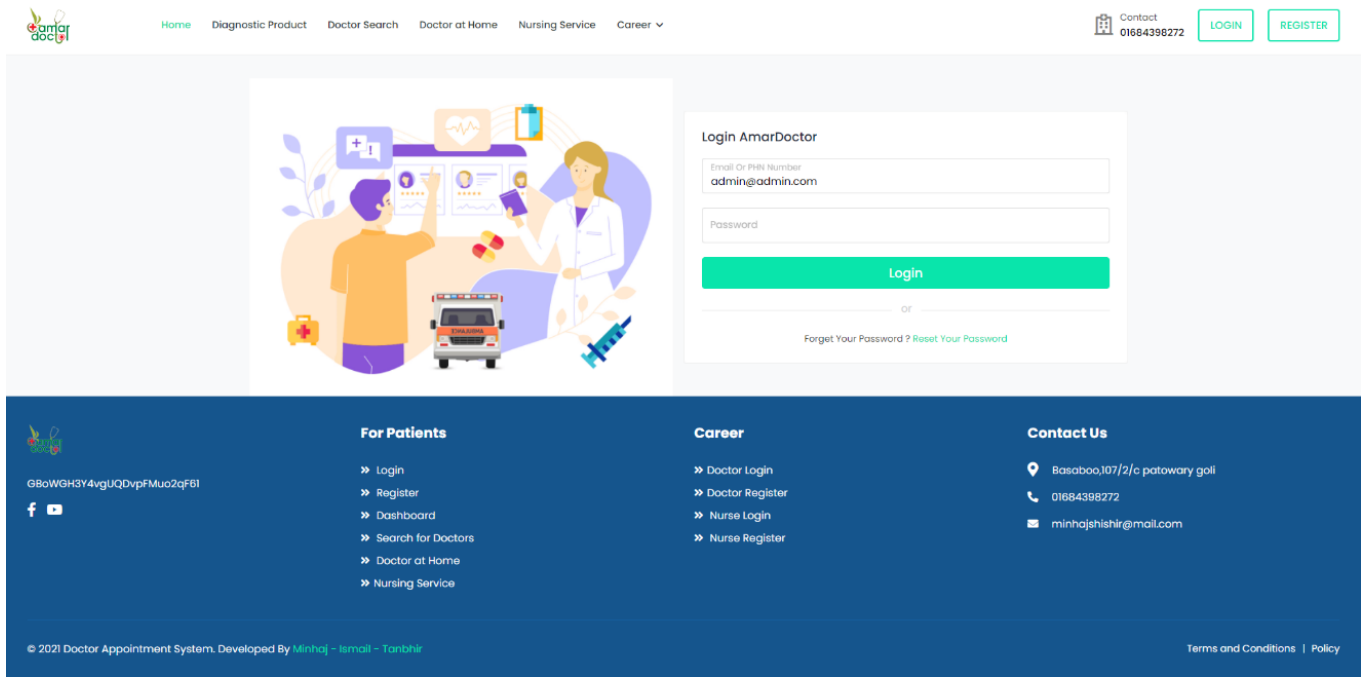 amar
doctor
Home
Diagnostic Product
Doctor Search
Doctor at Home
Nursing Service
Career
Contact
01684398272
LOGIN
REGISTER
Login AmarDoctor
Email Or PHN Number
admin@admin.com
Password
Login
or
Forget Your Password ? Reset Your Password
amar
doctor
GBoWGH3Y4vgUQDvpFMuo2qF61
For Patients
Login
Register
Dashboard
Search for Doctors
Doctor at Home
Nursing Service
Career
Doctor Login
Doctor Register
Nurse Login
Nurse Register
Contact Us
Basaboo,107/2/c patowary goli
01684398272
minhajshishir@mail.com
© 2021 Doctor Appointment System. Developed By Minhaj - Ismail - Tanbhir
Terms and Conditions | Policy